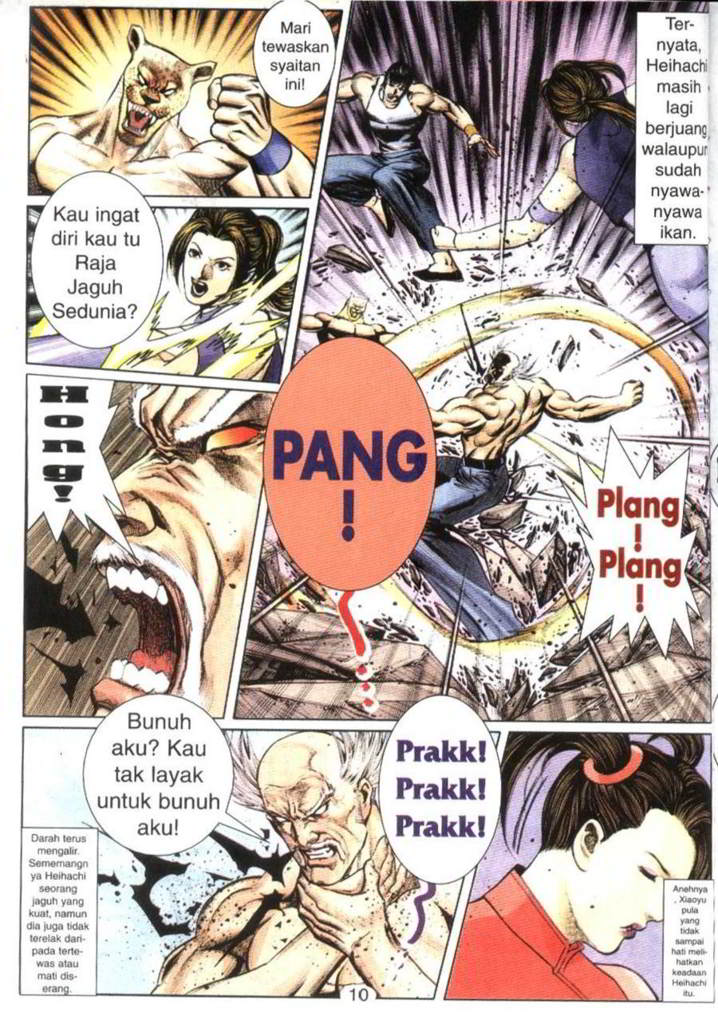 Mari
tewaskan
syaitan
ini!
Ter-
nyata,
Heihachi
masih
lagi
berjuang
walaupun
sudah
nyawa-
nyawa
ikan.
Kau ingat
diri kau tu
Raja
Jaguh
Sedunia?
Hong!
PANG
!
Plang
!
Plang
!
Bunuh
aku? Kau
tak layak
untuk bunuh
aku!
Prakk!
Prakk!
Prakk!
Darah terus
mengalir.
Sememangn
ya Heihachi
seorang
jaguh yang
kuat, namun
dia juga tidak
terelak dari-
pada terte-
was atau
mati dis-
erang.
Anehnya
, Xiaoyu
pula
yang
tidak
sampai
hati meli-
hatkan
keadaan
Heihachi
itu.
10